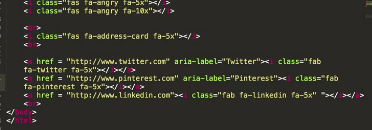 <i class="fas fa-angry fa-5x"></i>
<i class="fas fa-angry fa-10x"></i>
<br>
<i class="fas fa-address-card fa-5x"></i>
<br>
<a href = "http://www.twitter.com" aria-label="Twitter"><i class="fab
fa-twitter fa-5x"></i></a>
<a href = "http://www.pinterest.com" aria-label="Pinterest"><i class="fab
fa-pinterest fa-5x"></i></a>
<a href = "http://www.linkedin.com"><i class="fab fa-linkedin fa-5x" "></i></a>
<br>
</body>
</html>